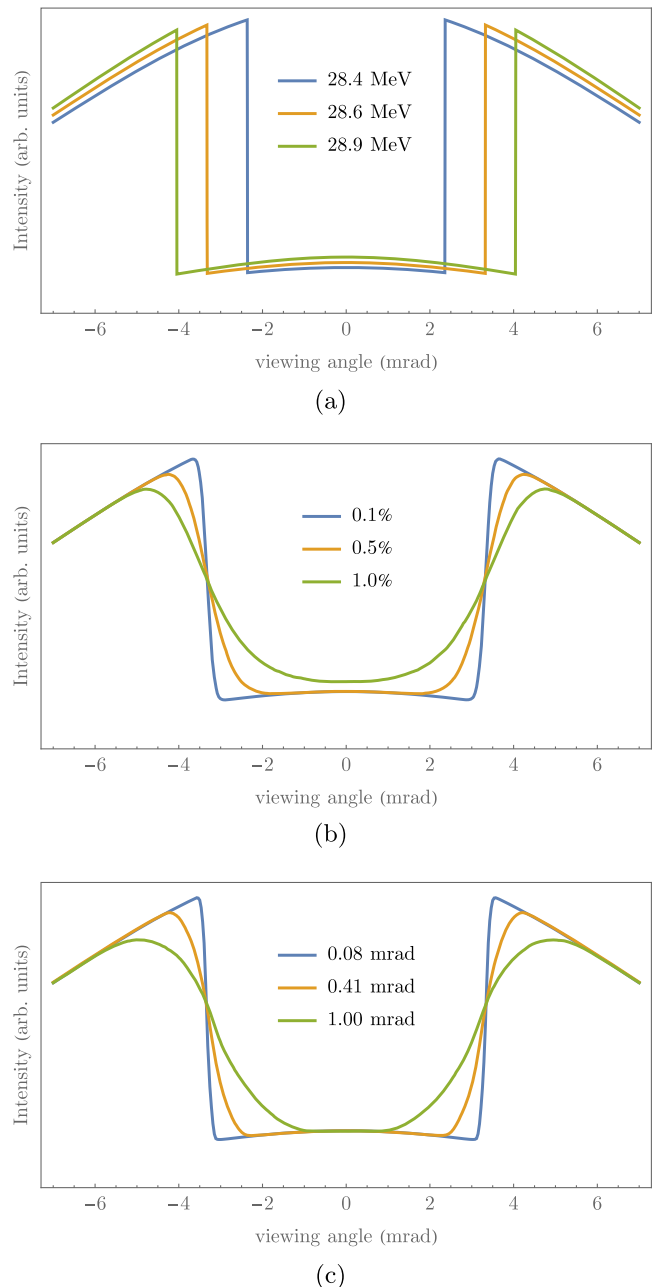 Intensity (arb. units)
28.4 MeV
28.6 MeV
28.9 MeV
−6 −4 −2 0 2 4 6
viewing angle (mrad)
(a)
Intensity (arb. units)
0.1%
0.5%
1.0%
−6 −4 −2 0 2 4 6
viewing angle (mrad)
(b)
Intensity (arb. units)
0.08 mrad
0.41 mrad
1.00 mrad
−6 −4 −2 0 2 4 6
viewing angle (mrad)
(c)